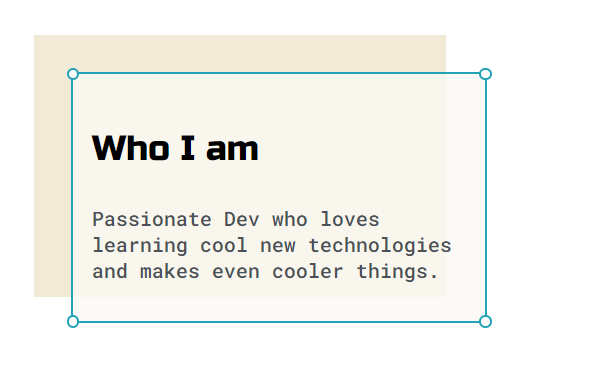 Who I am
Passionate Dev who loves
learning cool new technologies
and makes even cooler things.